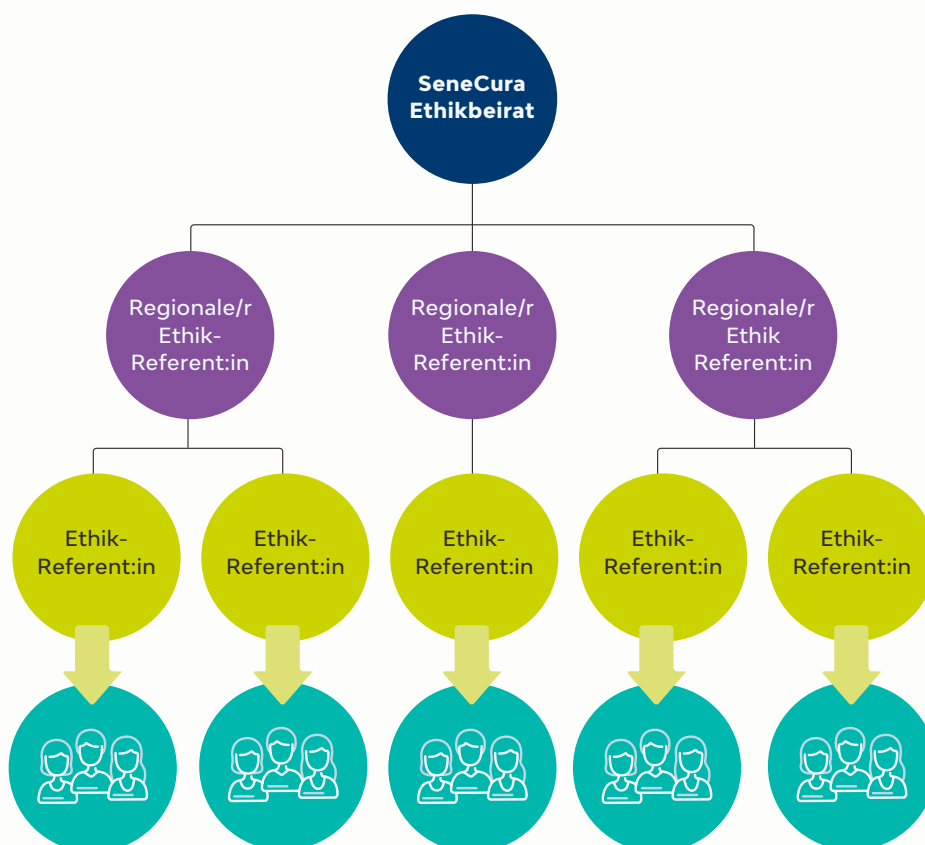 SeneCura
Ethikbeirat
Regionale/r
Ethik-
Referent:in
Regionale/r
Ethik-
Referent:in
Regionale/r
Ethik
Referent:in
Ethik-
Referent:in
Ethik-
Referent:in
Ethik-
Referent:in
Ethik-
Referent:in
Ethik-
Referent:in